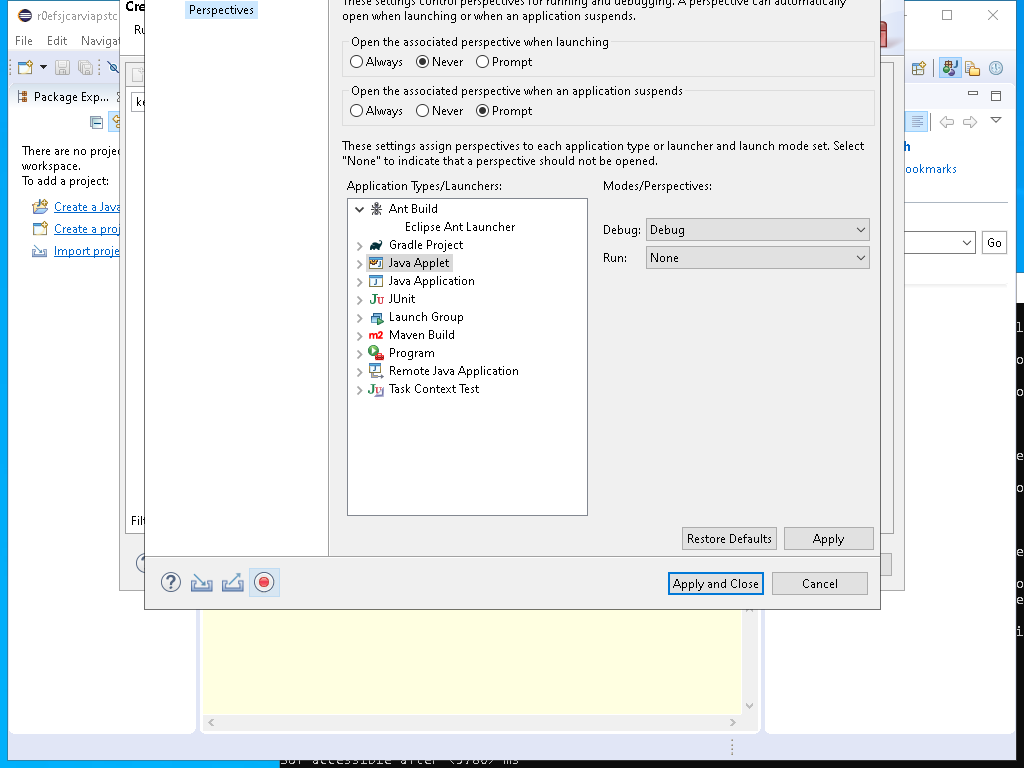 r0efsjcarviapstc
File Edit Navigat
Package Exp...
There are no proje
workspace.
To add a project:
Create a Java
Create a proj
Import proje
Cre
Ru
ke
Filt
Perspectives
These settings control perspectives for running and debugging. A perspective can automatically
open when launching or when an application suspends.
Open the associated perspective when launching
Always Never Prompt
Open the associated perspective when an application suspends
Always Never Prompt
These settings assign perspectives to each application type or launcher and launch mode set. Select
"None" to indicate that a perspective should not be opened.
Application Types/Launchers:
Ant Build
Eclipse Ant Launcher
Gradle Project
Java Applet
Java Application
JUnit
Launch Group
Maven Build
Program
Remote Java Application
Task Context Test
Modes/Perspectives:
Debug: Debug
Run: None
Restore Defaults Apply
Apply and Close Cancel
h
ookmarks
Go
not accessible after <3780> ms